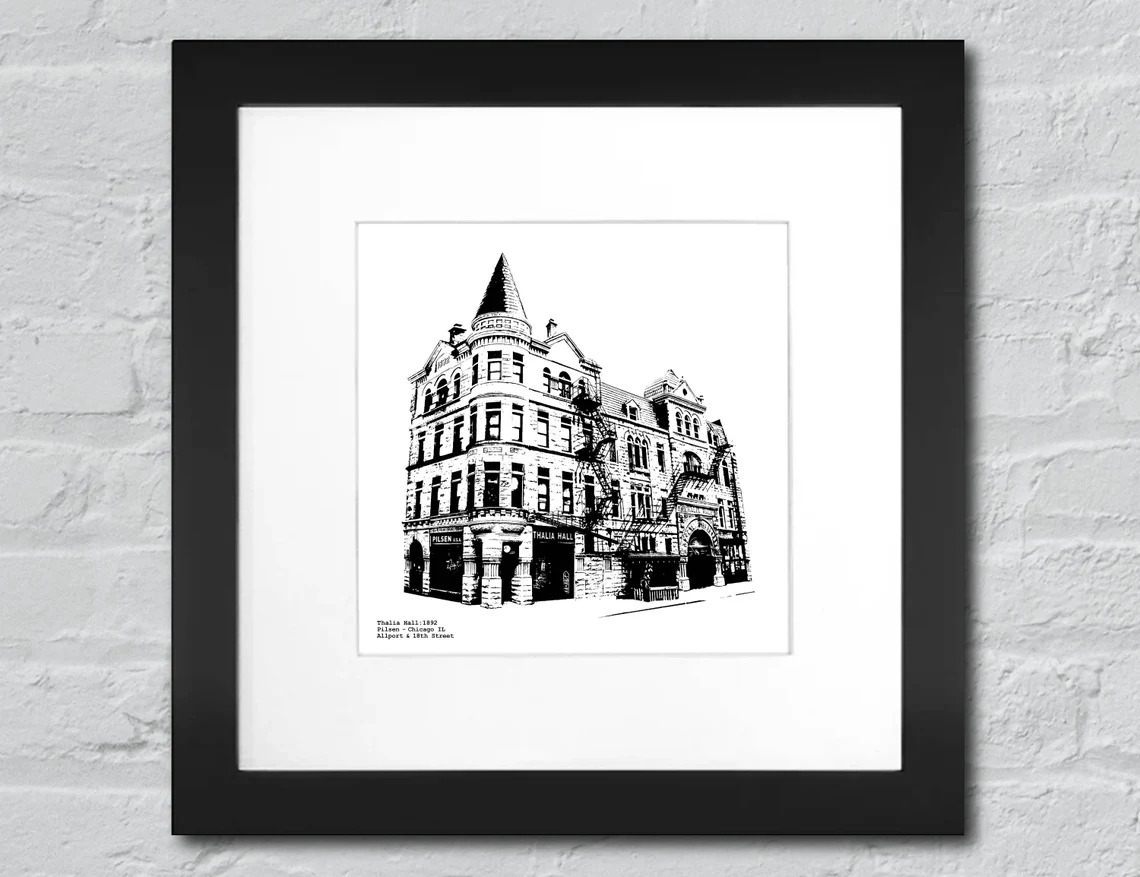 PILSEN
THALIA HALL
Thalia Hall:1892
Pilsen - Chicago IL
Allport & 18th Street